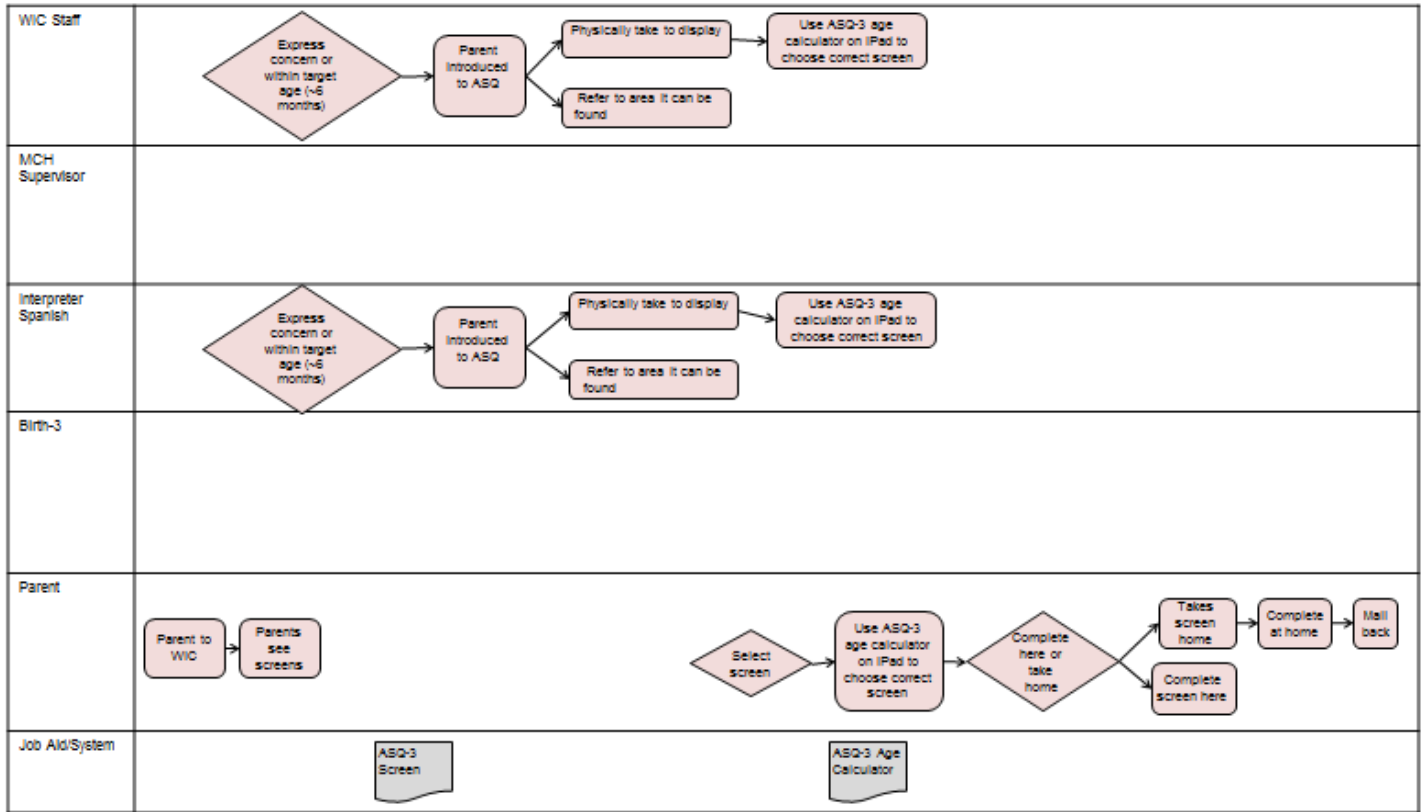 WIC Staff
Express
concern or
within target
age (~6
months)
Parent
Introduced
to ASQ
Physically take to display
Refer to area it can be
found
Use ASQ-3 age
calculator on IPad to
choose correct screen
MCH
Supervisor
Interpreter
Spanish
Express
concern or
within target
age (~6
months)
Parent
Introduced
to ASQ
Physically take to display
Refer to area it can be
found
Use ASQ-3 age
calculator on IPad to
choose correct screen
Birth-3
Parent
Parent to
WIC
Parents
see
screens
Select
screen
Use ASQ-3
age calculator
on IPad to
choose correct
screen
Complete
here or
take
home
Takes
screen
home
Complete
at home
Mail
back
Complete
screen here
Job Aid/System
ASQ-3
Screen
ASQ-3 Age
Calculator